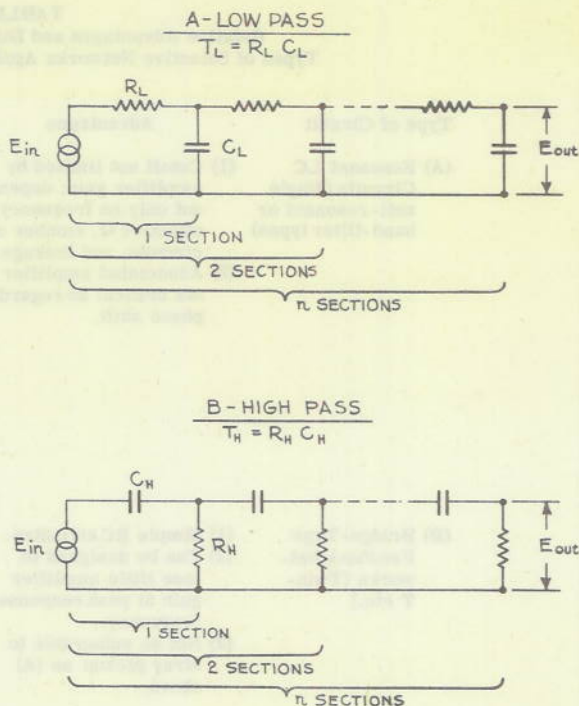 A-LOW PASS
T_L = R_L C_L
R_L
E_in
C_L
E_out
1 SECTION
2 SECTIONS
n SECTIONS
B-HIGH PASS
T_H = R_H C_H
C_H
E_in
R_H
E_out
1 SECTION
2 SECTIONS
n SECTIONS